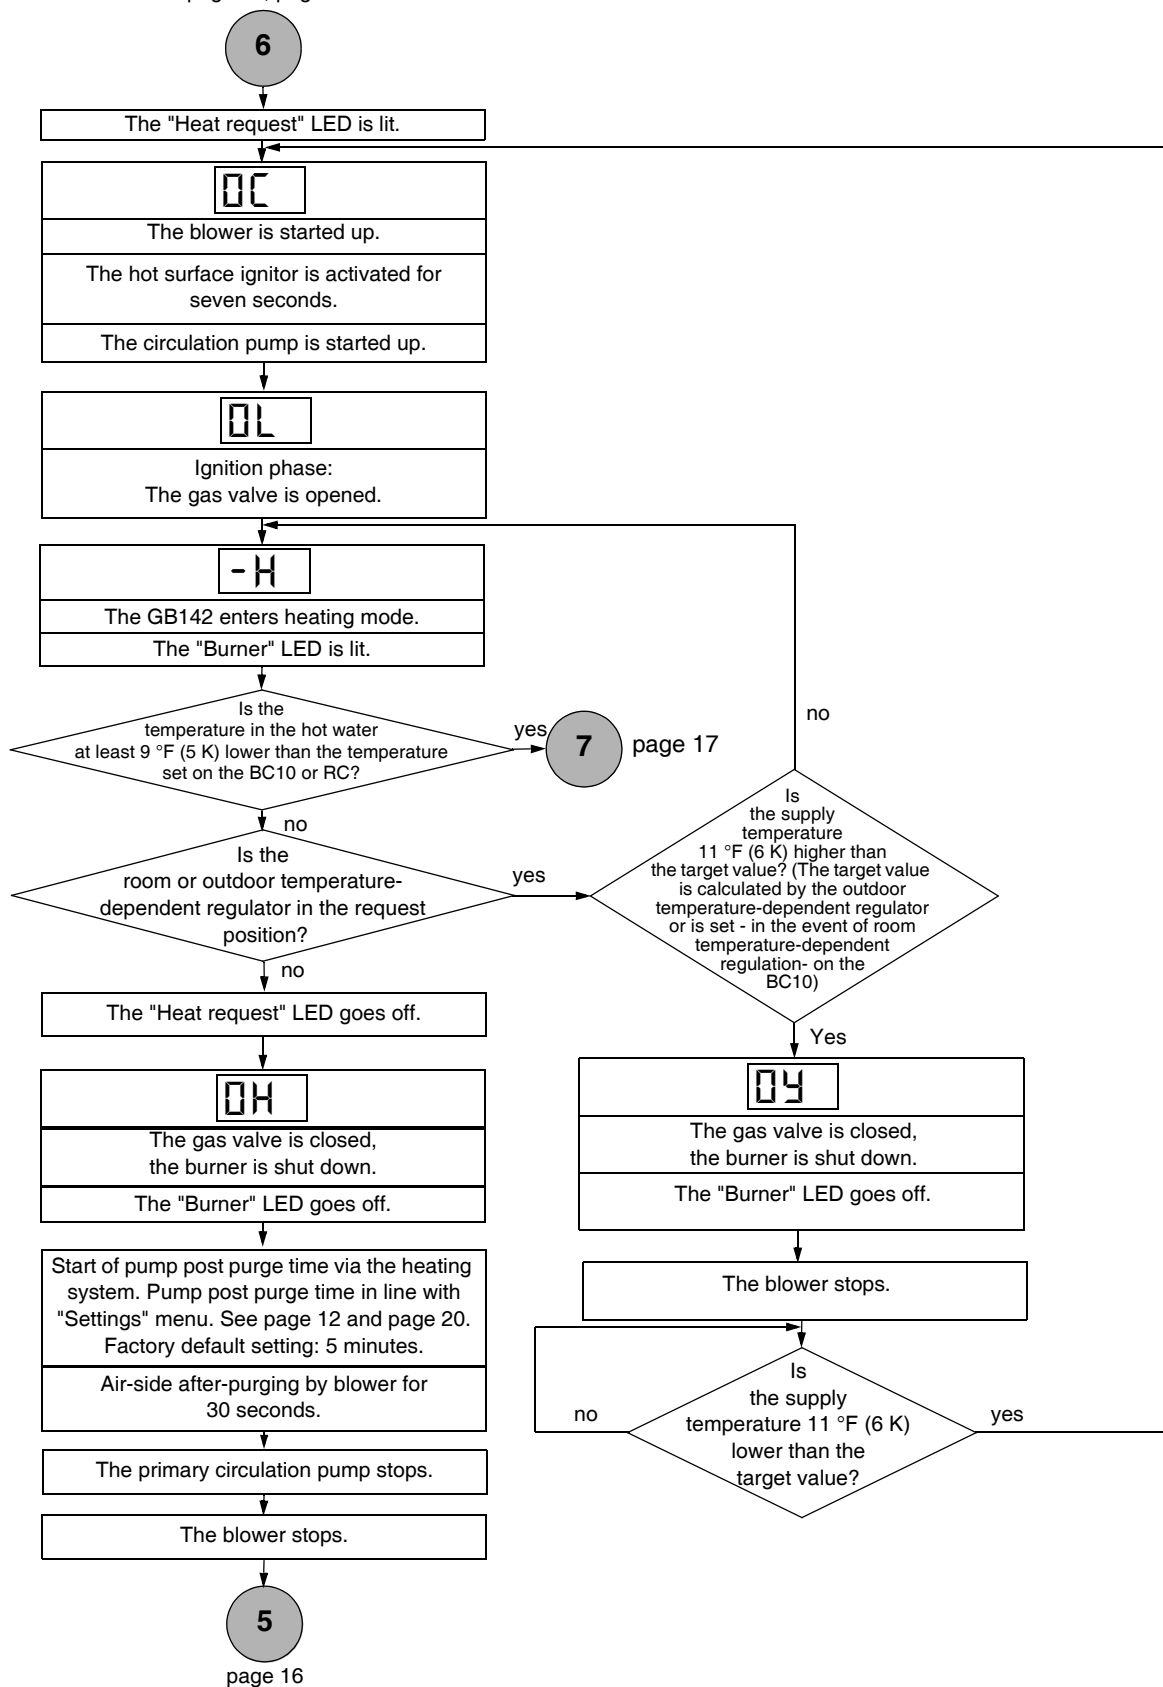 6
The "Heat request" LED is lit.
0C
The blower is started up.
The hot surface ignitor is activated for
seven seconds.
The circulation pump is started up.
0L
Ignition phase:
The gas valve is opened.
-H
The GB142 enters heating mode.
The "Burner" LED is lit.
Is the
temperature in the hot water
at least 9 °F (5 K) lower than the temperature
set on the BC10 or RC?
yes
7
page 17
no
Is the
room or outdoor temperature-
dependent regulator in the request
position?
yes
no
no
Is
the supply
temperature
11 °F (6 K) higher than
the target value? (The target value
is calculated by the outdoor
temperature-dependent regulator
or is set - in the event of room
temperature-dependent
regulation- on the
BC10)
Yes
The "Heat request" LED goes off.
0H
The gas valve is closed,
the burner is shut down.
The "Burner" LED goes off.
Start of pump post purge time via the heating
system. Pump post purge time in line with
"Settings" menu. See page 12 and page 20.
Factory default setting: 5 minutes.
Air-side after-purging by blower for
30 seconds.
The primary circulation pump stops.
The blower stops.
5
page 16
0Y
The gas valve is closed,
the burner is shut down.
The "Burner" LED goes off.
The blower stops.
Is
the supply
temperature 11 °F (6 K)
lower than the
target value?
no
yes